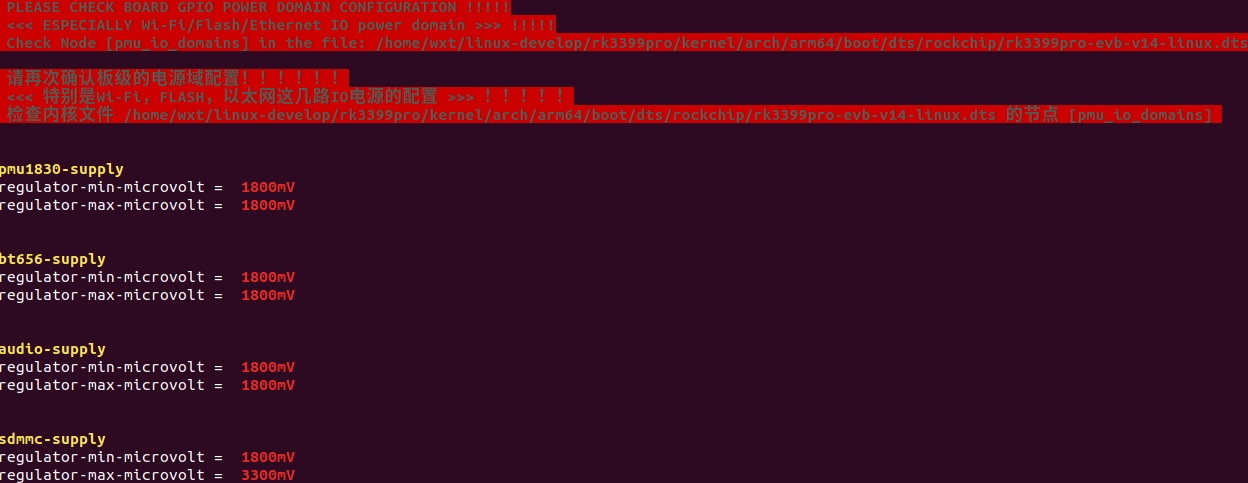 PLEASE CHECK BOARD GPIO POWER DOMAIN CONFIGURATION !!!!!
<<< ESPECIALLY Wi-Fi/Flash/Ethernet IO power domain >>> !!!!!
Check Node [pmu_io_domains] in the file: /home/wxt/linux-develop/rk3399pro/kernel/arch/arm64/boot/dts/rockchip/rk3399pro-evb-v14-linux.dts
请再次确认板级的电源域配置！！！！！！
<<< 特别是Wi-Fi，FLASH，以太网这几路IO电源的配置 >>> ！！！！！
检查内核文件 /home/wxt/linux-develop/rk3399pro/kernel/arch/arm64/boot/dts/rockchip/rk3399pro-evb-v14-linux.dts 的节点 [pmu_io_domains]
pmu1830-supply
regulator-min-microvolt = 1800mV
regulator-max-microvolt = 1800mV
bt656-supply
regulator-min-microvolt = 1800mV
regulator-max-microvolt = 1800mV
audio-supply
regulator-min-microvolt = 1800mV
regulator-max-microvolt = 1800mV
sdmmc-supply
regulator-min-microvolt = 1800mV
regulator-max-microvolt = 3300mV